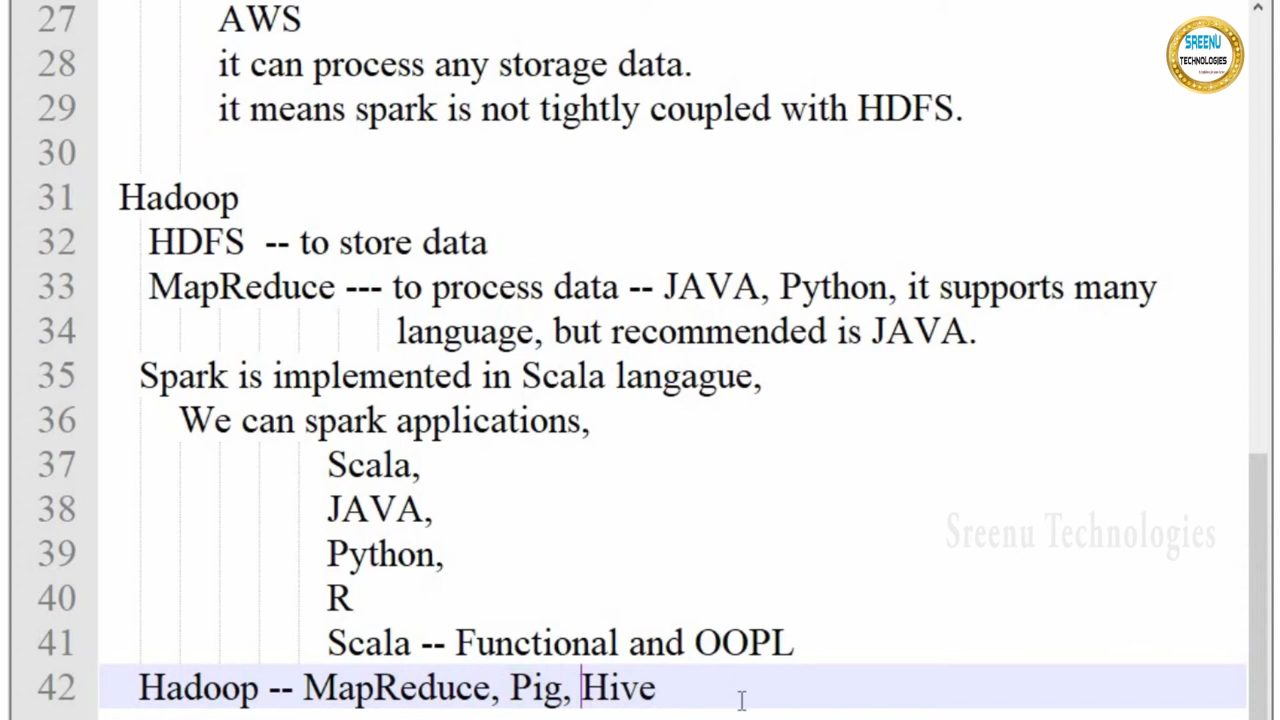 27 AWS
28 it can process any storage data.
29 it means spark is not tightly coupled with HDFS.
30
31 Hadoop
32 HDFS -- to store data
33 MapReduce --- to process data -- JAVA, Python, it supports many
34 language, but recommended is JAVA.
35 Spark is implemented in Scala langague,
36 We can spark applications,
37 Scala,
38 JAVA,
39 Python,
40 R
41 Scala -- Functional and OOPL
42 Hadoop -- MapReduce, Pig, Hive
SREENU
TECHNOLOGIES
Sreenu Technologies